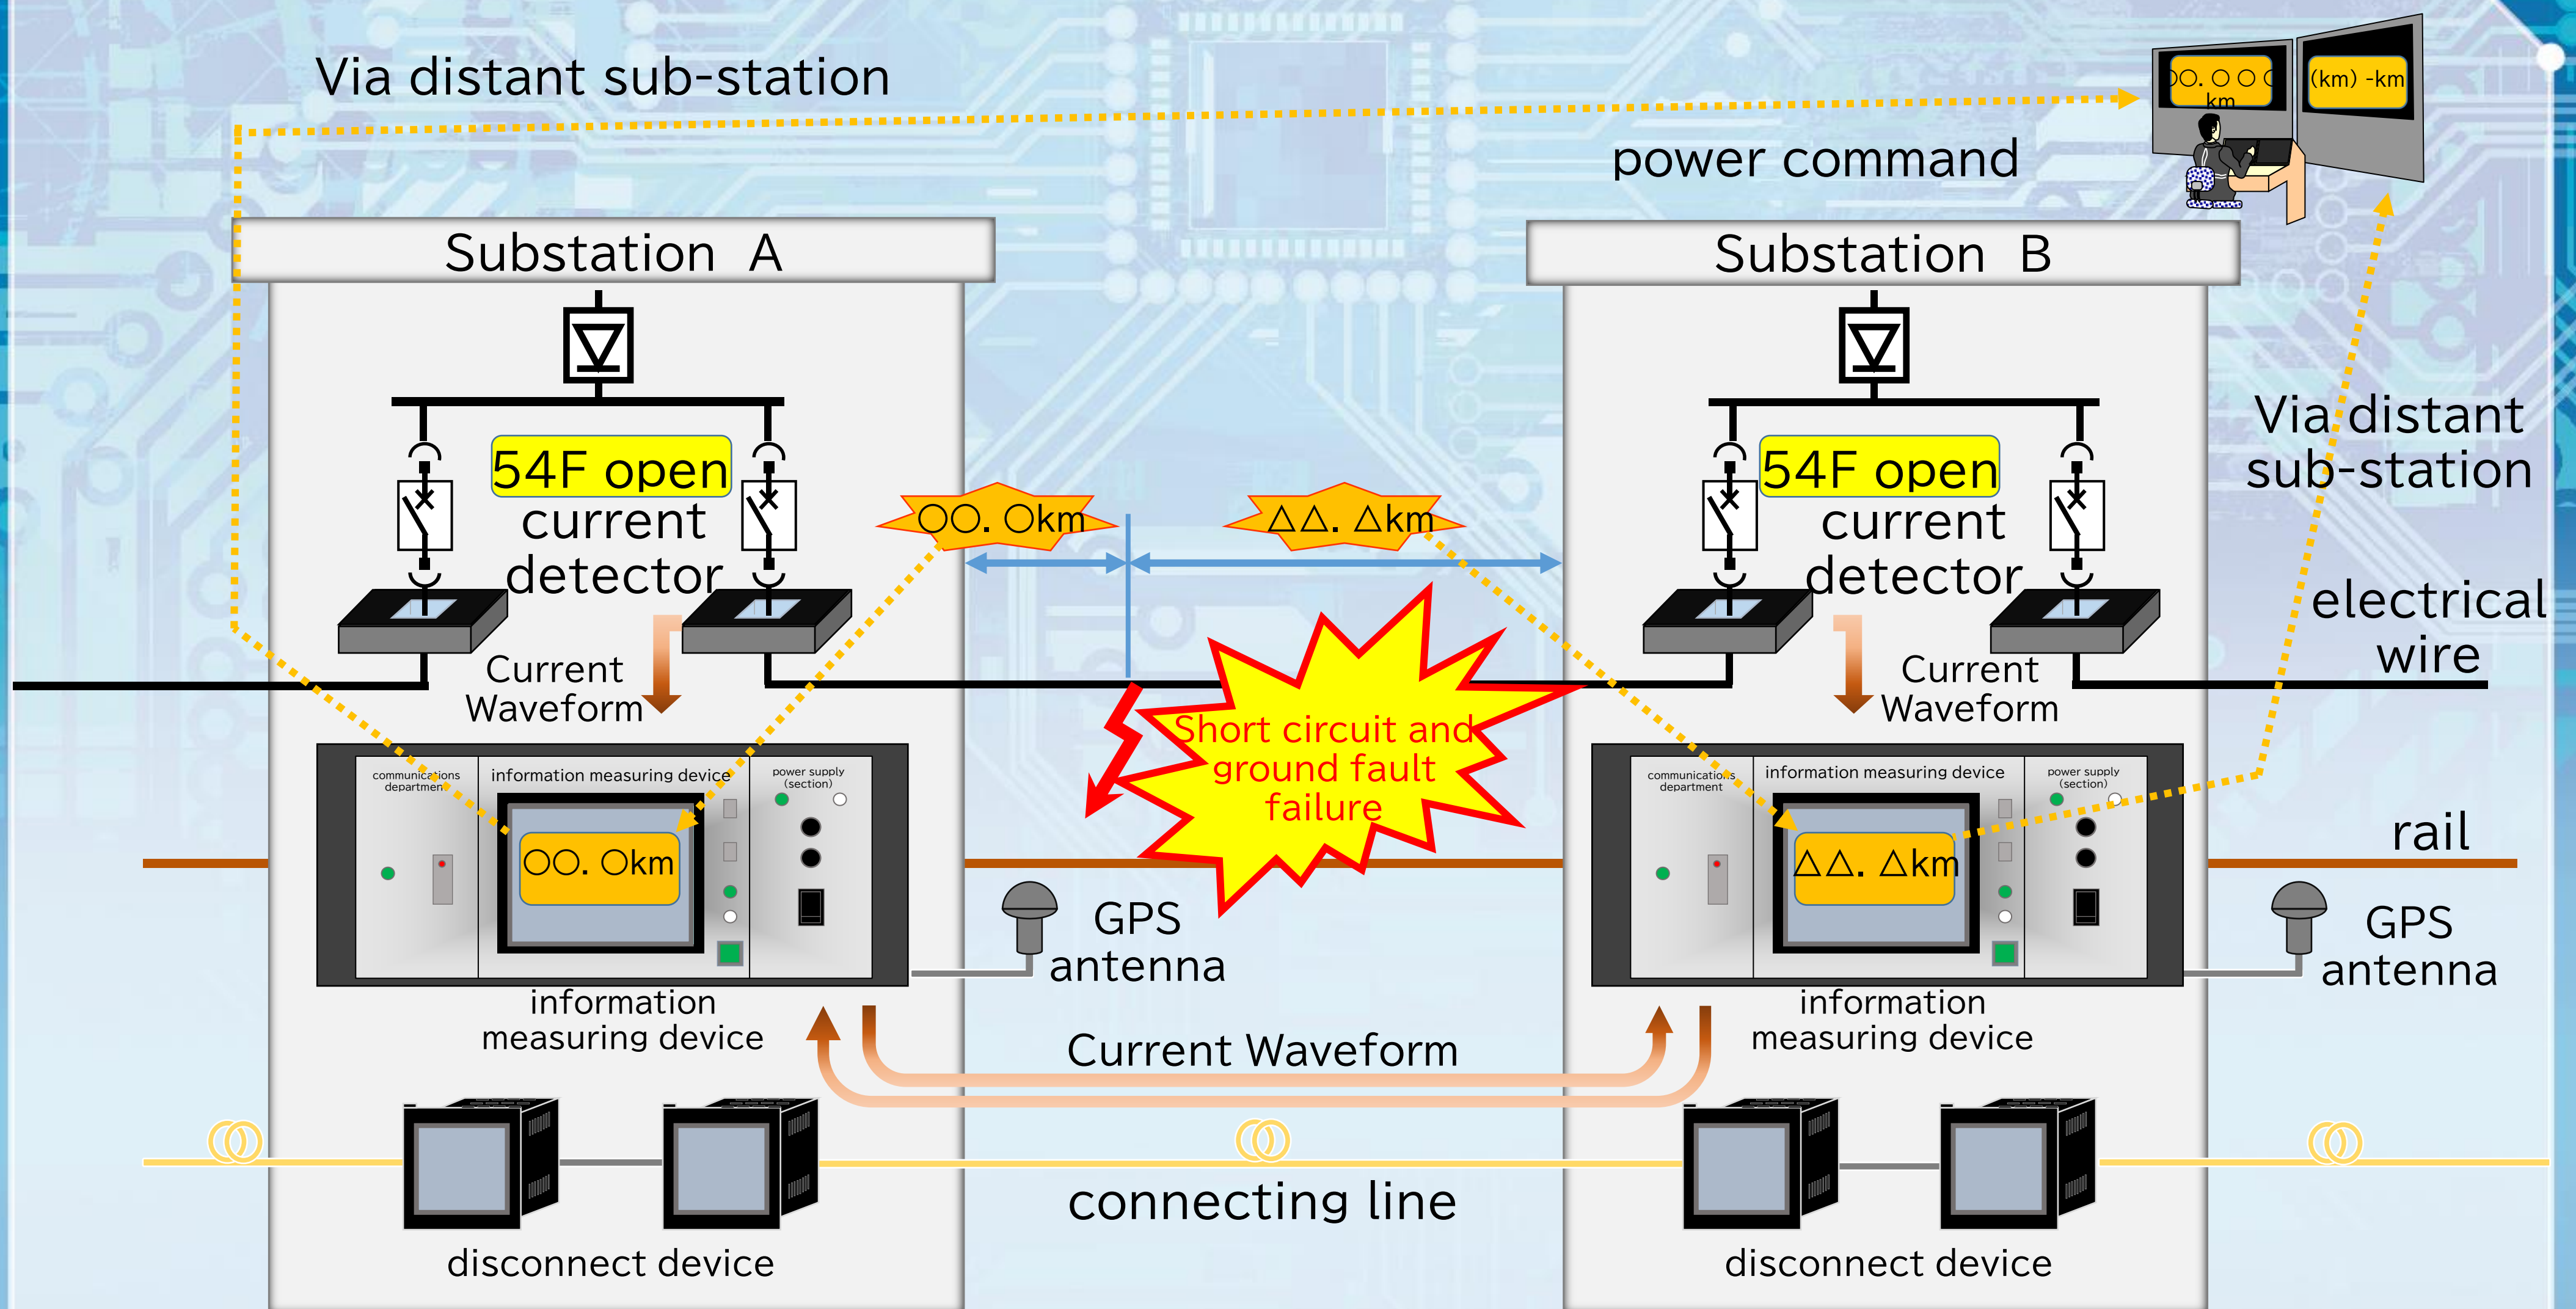 Via distant sub-station
〇〇. 〇 〇 〇
km
(km) -km
power command
Substation A
Substation B
54F open
current
detector
〇〇. 〇km
△△. △km
54F open
current
detector
Via distant
sub-station
electrical
wire
Current
Waveform
Short circuit and
ground fault
failure
Current
Waveform
communications
department
information measuring device
power supply
(section)
〇〇. 〇km
communications
department
information measuring device
power supply
(section)
△△. △km
rail
GPS
antenna
GPS
antenna
information
measuring device
information
measuring device
Current Waveform
connecting line
disconnect device
disconnect device